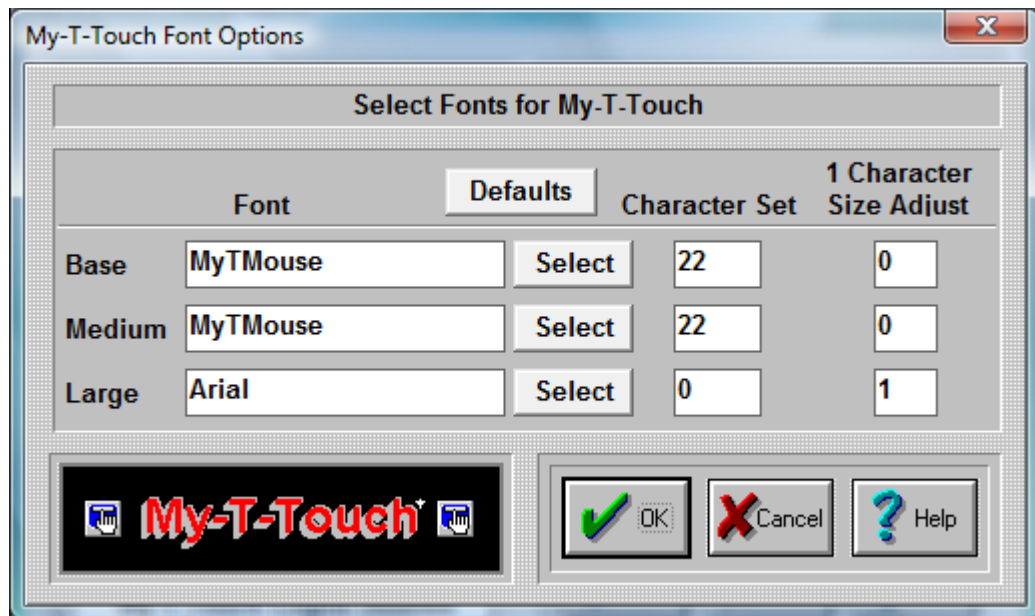 My-T-Touch Font Options
X
Select Fonts for My-T-Touch
1 Character
Font Defaults Character Set Size Adjust
Base MyTMouse Select 22 0
Medium MyTMouse Select 22 0
Large Arial Select 0 1
My-T-Touch OK Cancel Help